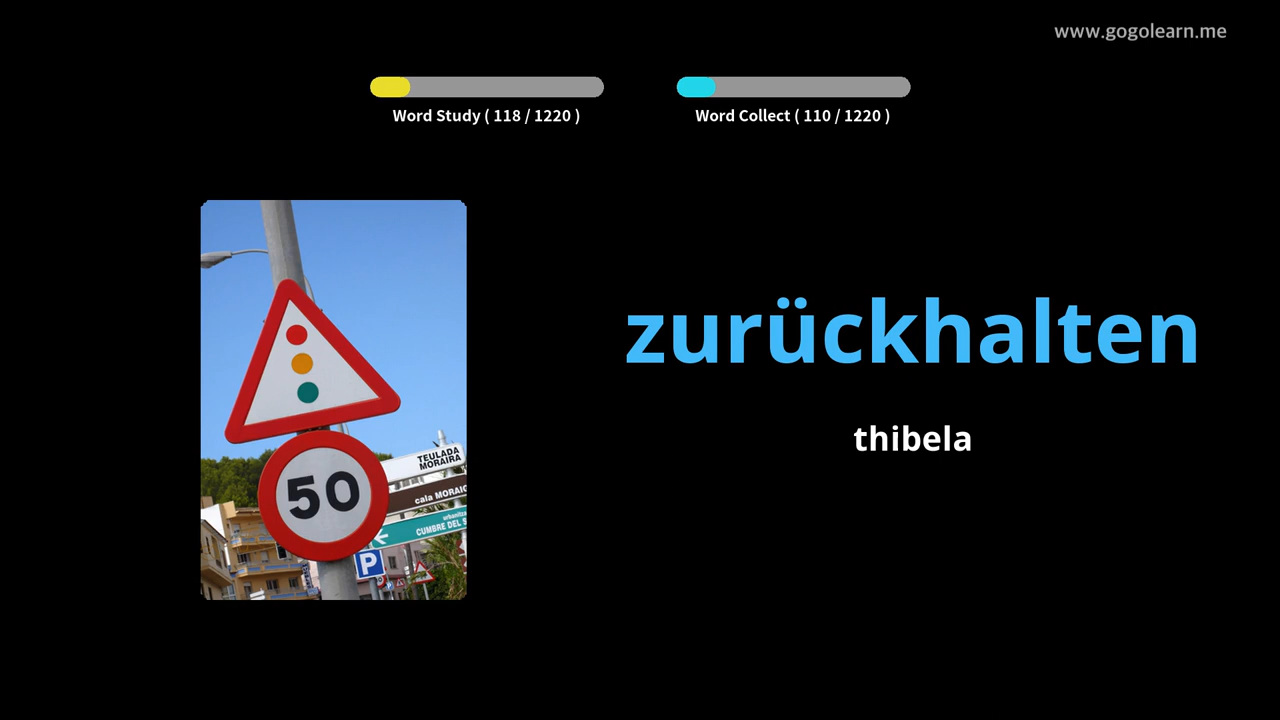 www.gogolearn.me
Word Study ( 118 / 1220 )
Word Collect ( 110 / 1220 )
zurückhalten
thibela
50
TEULADA
MORAIRA
cala MORAIG
CUMBRE DEL S
P